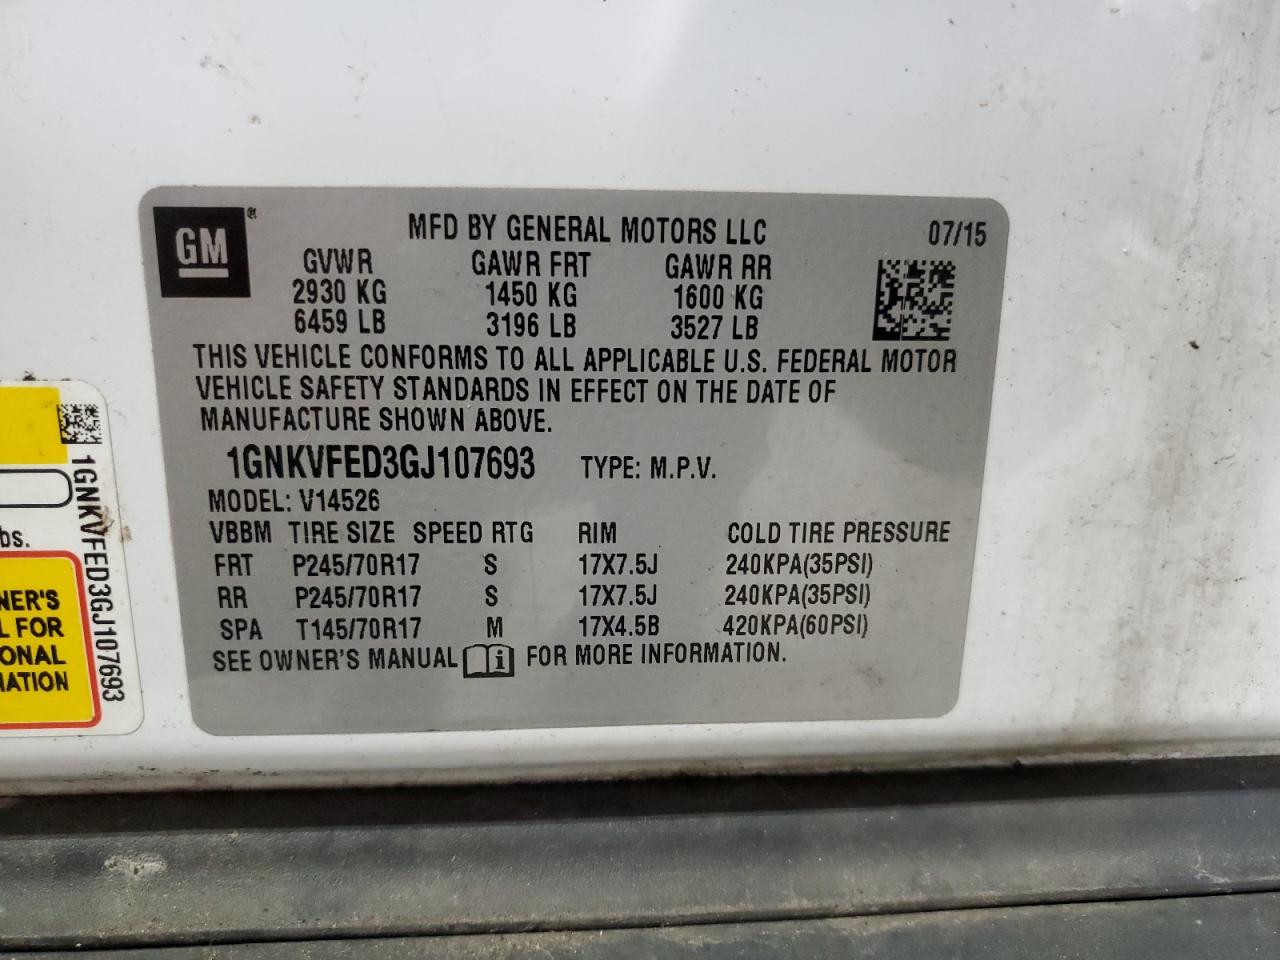 GM®
MFD BY GENERAL MOTORS LLC 07/15
GVWR GAWR FRT GAWR RR
2930 KG 1450 KG 1600 KG
6459 LB 3196 LB 3527 LB
THIS VEHICLE CONFORMS TO ALL APPLICABLE U.S. FEDERAL MOTOR
VEHICLE SAFETY STANDARDS IN EFFECT ON THE DATE OF
MANUFACTURE SHOWN ABOVE.
1GNKVFED3GJ107693 TYPE: M.P.V.
MODEL: V14526
VBBM TIRE SIZE SPEED RTG RIM COLD TIRE PRESSURE
FRT P245/70R17 S 17X7.5J 240KPA(35PSI)
RR P245/70R17 S 17X7.5J 240KPA(35PSI)
SPA T145/70R17 M 17X4.5B 420KPA(60PSI)
SEE OWNER'S MANUAL i FOR MORE INFORMATION.
1GNKVFED3GJ107693
bs.
NER'S
L FOR
ONAL
MATION